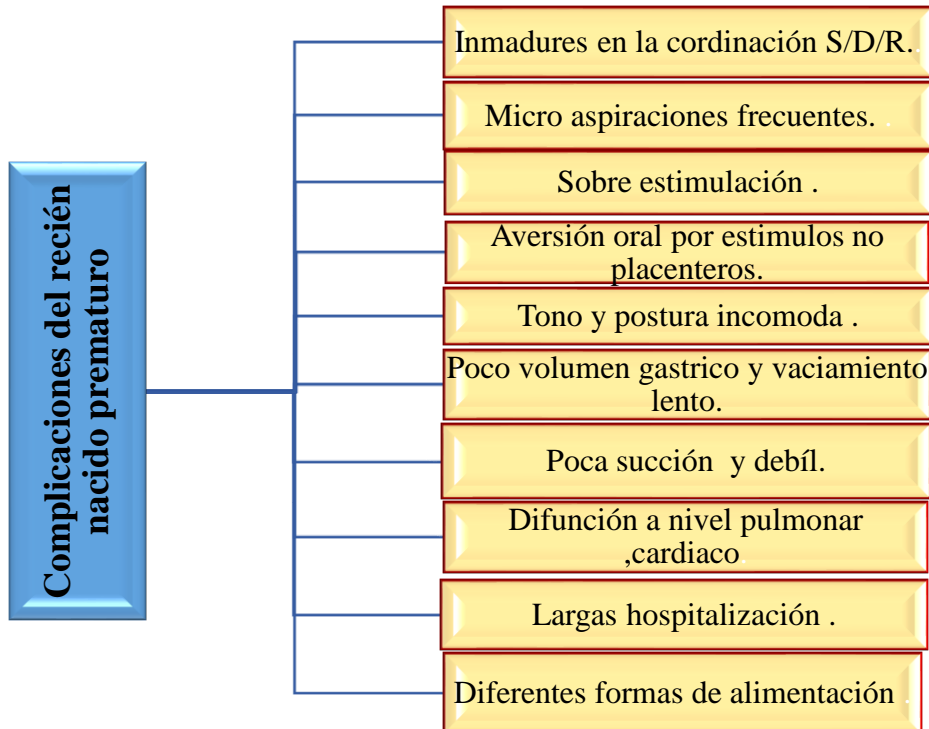 Complicaciones del recién
nacido prematuro
Inmadures en la cordinación S/D/R.
Micro aspiraciones frecuentes. .
Sobre estimulación .
Aversión oral por estimulos no
placenteros.
Tono y postura incomoda .
Poco volumen gastrico y vaciamiento
lento.
Poca succión y debíl.
Difunción a nivel pulmonar
,cardiaco.
Largas hospitalización .
Diferentes formas de alimentación .